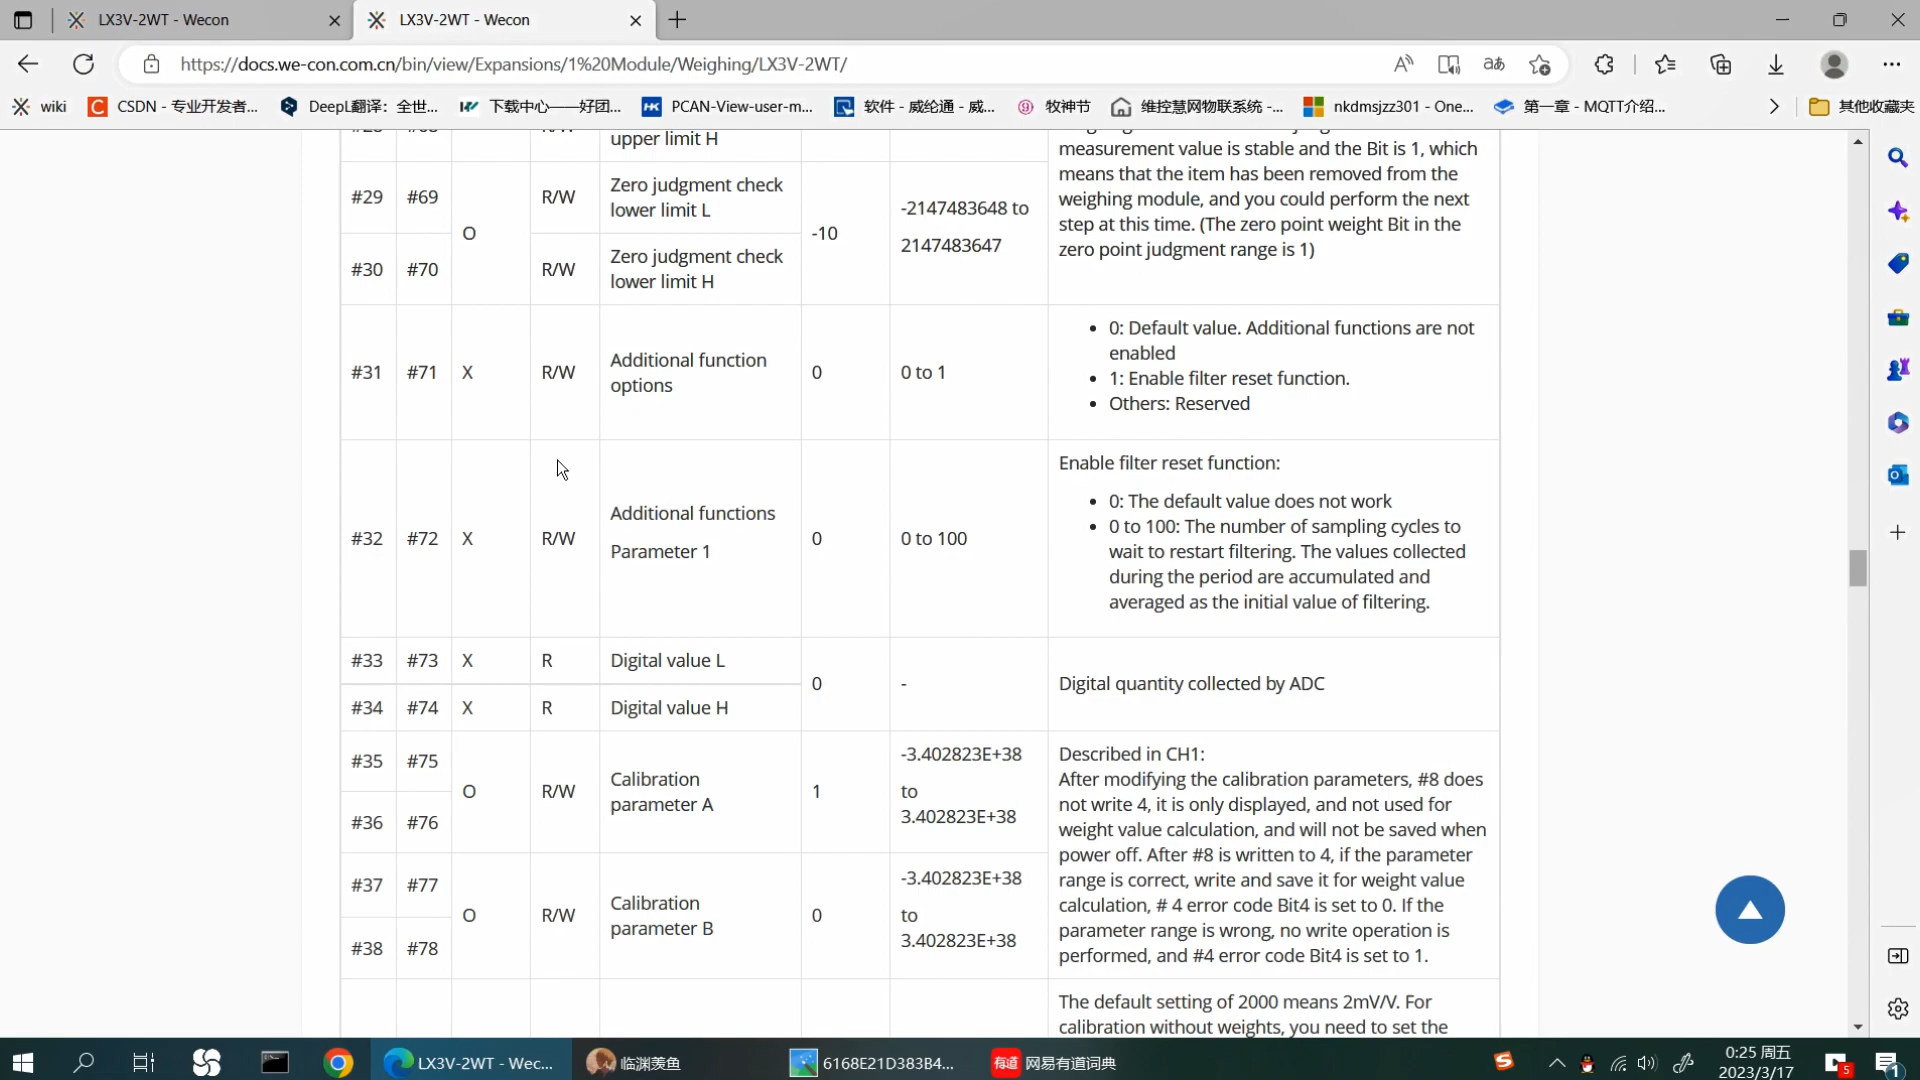 LX3V-2WT - Wecon
LX3V-2WT - Wecon
https://docs.we-con.com.cn/bin/view/Expansions/1%20Module/Weighing/LX3V-2WT/
wiki
CSDN - 专业开发者...
DeepL翻译：全世...
下载中心——好团...
PCAN-View-user-m...
软件 - 威纶通 - 威...
牧神节
维控慧网物联系统 -...
nkdmsjzz301 - One...
第一章 - MQTT介绍...
其他收藏夹
upper limit H
measurement value is stable and the Bit is 1, which
means that the item has been removed from the
weighing module, and you could perform the next
step at this time. (The zero point weight Bit in the
zero point judgment range is 1)
#29 #69 O R/W Zero judgment check
lower limit L
-10
-2147483648 to
2147483647
#30 #70 R/W Zero judgment check
lower limit H
#31 #71 X R/W Additional function
options
0
0 to 1
0: Default value. Additional functions are not
enabled
1: Enable filter reset function.
Others: Reserved
#32 #72 X R/W Additional functions
Parameter 1
0
0 to 100
Enable filter reset function:
0: The default value does not work
0 to 100: The number of sampling cycles to
wait to restart filtering. The values collected
during the period are accumulated and
averaged as the initial value of filtering.
#33 #73 X R Digital value L
0
-
Digital quantity collected by ADC
#34 #74 X R Digital value H
#35 #75
#36 #76
O R/W Calibration
parameter A
1
-3.402823E+38
to
3.402823E+38
Described in CH1:
After modifying the calibration parameters, #8 does
not write 4, it is only displayed, and not used for
weight value calculation, and will not be saved when
power off. After #8 is written to 4, if the parameter
range is correct, write and save it for weight value
calculation, # 4 error code Bit4 is set to 0. If the
parameter range is wrong, no write operation is
performed, and #4 error code Bit4 is set to 1.
#37 #77
#38 #78
O R/W Calibration
parameter B
0
-3.402823E+38
to
3.402823E+38
The default setting of 2000 means 2mV/V. For
calibration without weights, you need to set the
LX3V-2WT - Wec...
临渊羡鱼
6168E21D383B4...
有道 网易有道词典
0:25 周五
2023/3/17
5
1